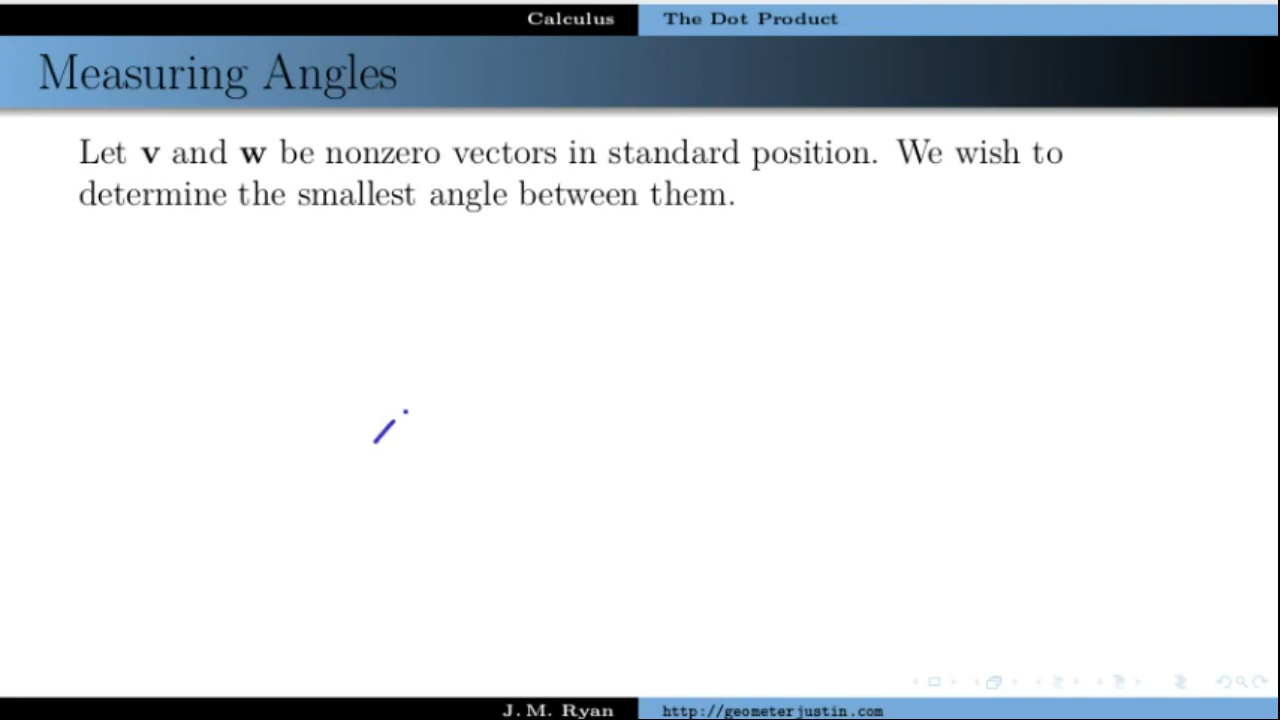 Calculus The Dot Product
Measuring Angles
Let v and w be nonzero vectors in standard position. We wish to
determine the smallest angle between them.
J. M. Ryan http://geometerjustin.com